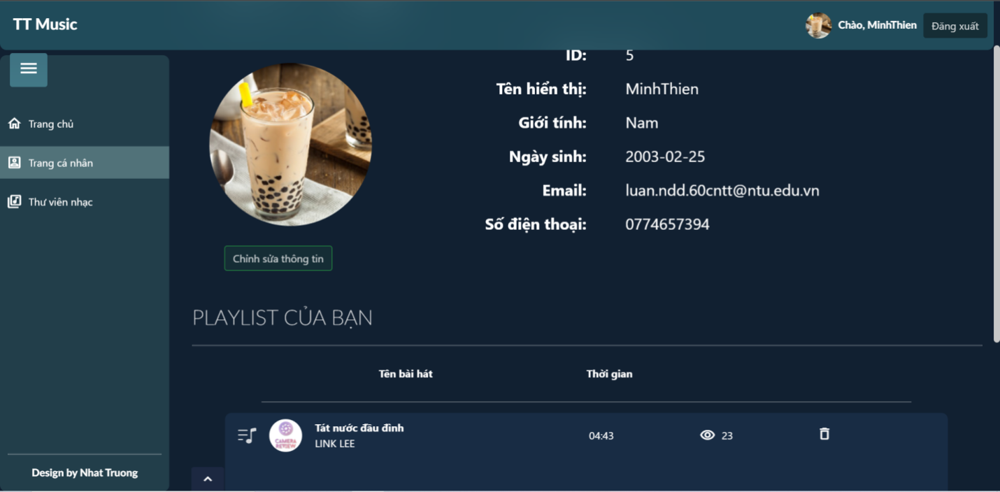 TT Music
Chào, MinhThien
Đăng xuất
Trang chủ
Trang cá nhân
Thư viện nhạc
Design by Nhat Truong
ID: 5
Tên hiển thị: MinhThien
Giới tính: Nam
Ngày sinh: 2003-02-25
Email: luan.ndd.60cntt@ntu.edu.vn
Số điện thoại: 0774657394
Chỉnh sửa thông tin
PLAYLIST CỦA BẠN
Tên bài hát Thời gian
CAMERA
REVIEW
Tát nước đầu đình
LINK LEE
04:43
23